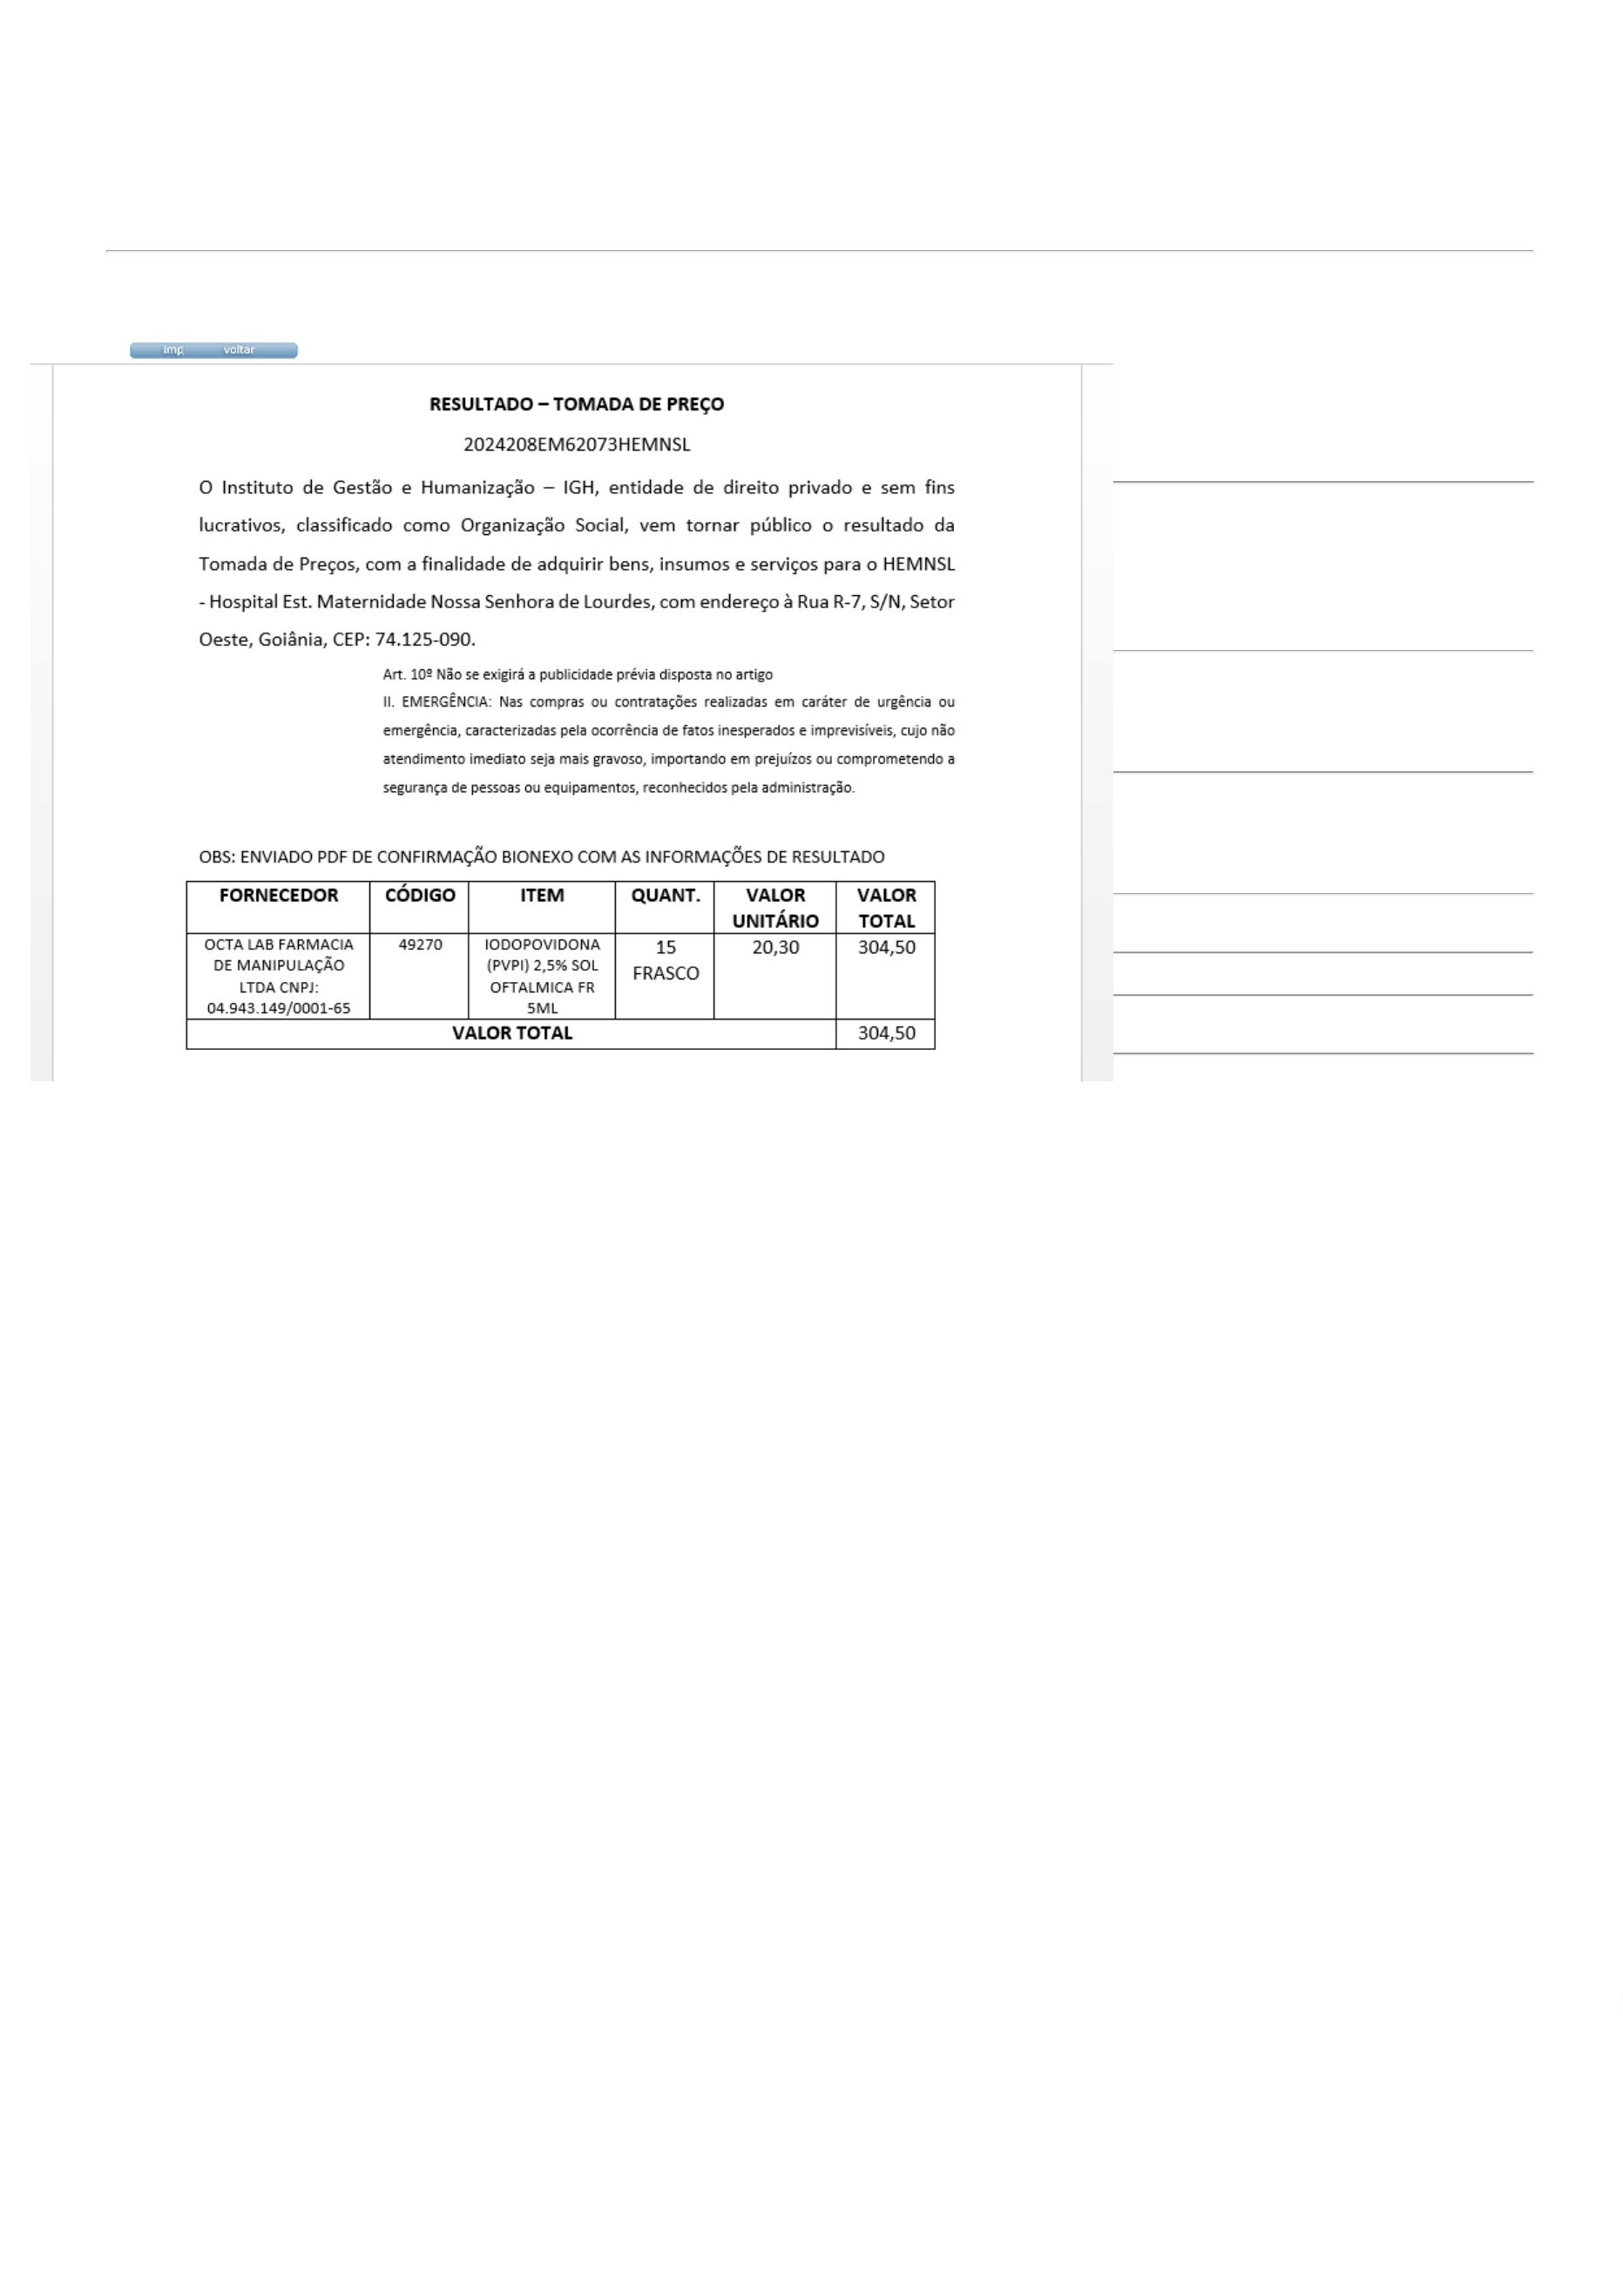 imp voltar
RESULTADO – TOMADA DE PREÇO
2024208EM62073HEMNSL
O Instituto de Gestão e Humanização – IGH, entidade de direito privado e sem fins
lucrativos, classificado como Organização Social, vem tornar público o resultado da
Tomada de Preços, com a finalidade de adquirir bens, insumos e serviços para o HEMNSL
- Hospital Est. Maternidade Nossa Senhora de Lourdes, com endereço à Rua R-7, S/N, Setor
Oeste, Goiânia, CEP: 74.125-090.
Art. 10º Não se exigirá a publicidade prévia disposta no artigo
II. EMERGÊNCIA: Nas compras ou contratações realizadas em caráter de urgência ou
emergência, caracterizadas pela ocorrência de fatos inesperados e imprevisíveis, cujo não
atendimento imediato seja mais gravoso, importando em prejuízos ou comprometendo a
segurança de pessoas ou equipamentos, reconhecidos pela administração.
OBS: ENVIADO PDF DE CONFIRMAÇÃO BIONEXO COM AS INFORMAÇÕES DE RESULTADO
FORNECEDOR CÓDIGO ITEM QUANT. VALOR UNITÁRIO VALOR TOTAL
OCTA LAB FARMACIA 49270 IODOPOVIDONA 15 20,30 304,50
DE MANIPULAÇÃO (PVPI) 2,5% SOL FRASCO
LTDA CNPJ: OFTALMICA FR
04.943.149/0001-65 5ML
VALOR TOTAL 304,50